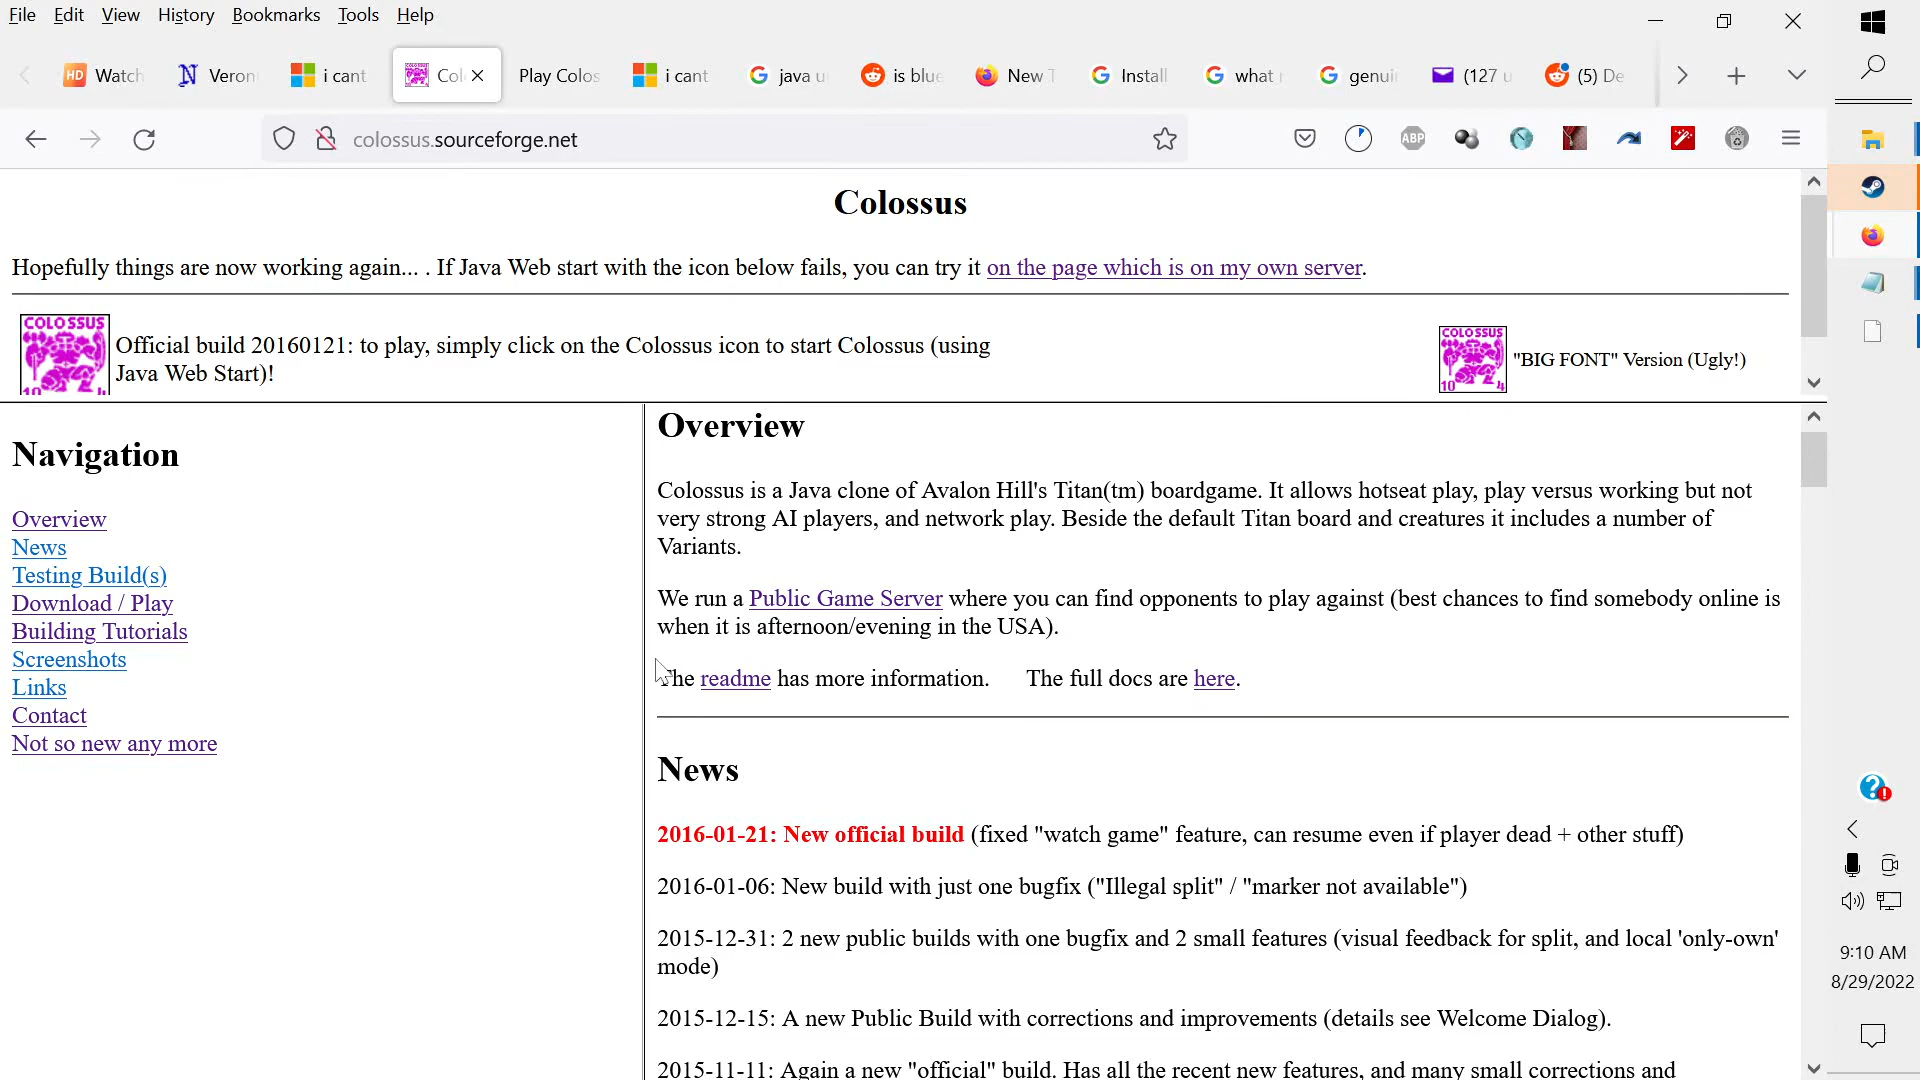 File Edit View History Bookmarks Tools Help
HD Watch
N Veron
i cant
Col
Play Colos
i cant
java u
is blue
New T
Install
what
genui
(127 u
(5) De
colossus.sourceforge.net
ABP
Colossus
Hopefully things are now working again... . If Java Web start with the icon below fails, you can try it on the page which is on my own server.
COLOSSUS
10 4
Official build 20160121: to play, simply click on the Colossus icon to start Colossus (using
Java Web Start)!
COLOSSUS
10 4
"BIG FONT" Version (Ugly!)
Navigation
Overview
News
Testing Build(s)
Download / Play
Building Tutorials
Screenshots
Links
Contact
Not so new any more
Overview
Colossus is a Java clone of Avalon Hill's Titan(tm) boardgame. It allows hotseat play, play versus working but not
very strong AI players, and network play. Beside the default Titan board and creatures it includes a number of
Variants.
We run a Public Game Server where you can find opponents to play against (best chances to find somebody online is
when it is afternoon/evening in the USA).
The readme has more information. The full docs are here.
News
2016-01-21: New official build (fixed "watch game" feature, can resume even if player dead + other stuff)
2016-01-06: New build with just one bugfix ("Illegal split" / "marker not available")
2015-12-31: 2 new public builds with one bugfix and 2 small features (visual feedback for split, and local 'only-own'
mode)
2015-12-15: A new Public Build with corrections and improvements (details see Welcome Dialog).
2015-11-11: Again a new "official" build. Has all the recent new features, and many small corrections and
9:10 AM
8/29/2022